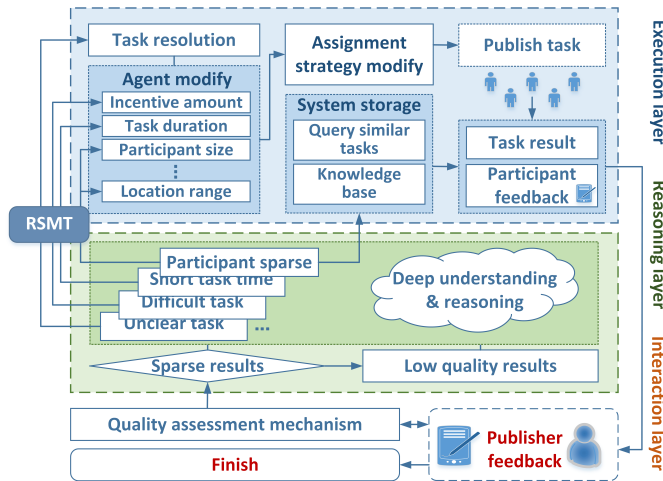 Task resolution
Agent modify
Incentive amount
Task duration
Participant size
Location range
Assignment
strategy modify
Publish task
System storage
Query similar
tasks
Knowledge
base
Task result
Participant
feedback
Execution layer
RSMT
Participant sparse
Short task time
Difficult task
Unclear task
...
Deep understanding
& reasoning
Sparse results
Low quality results
Reasoning layer
Quality assessment mechanism
Finish
Publisher
feedback
Interaction layer